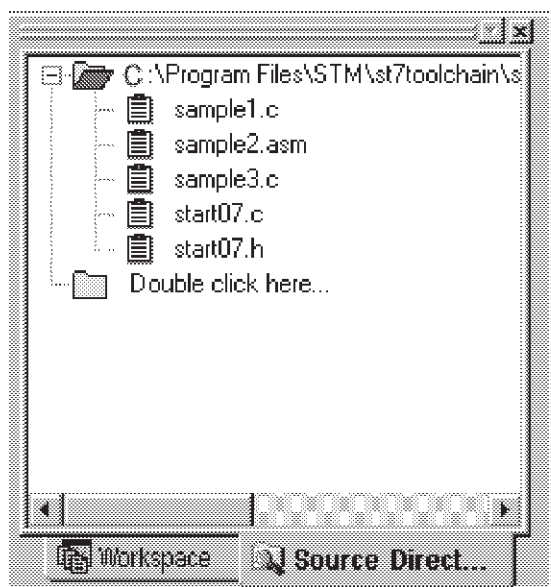 C:\Program Files\STM\st7toolchain\s
sample1.c
sample2.asm
sample3.c
start07.c
start07.h
Double click here...
Workspace
Source Direct...